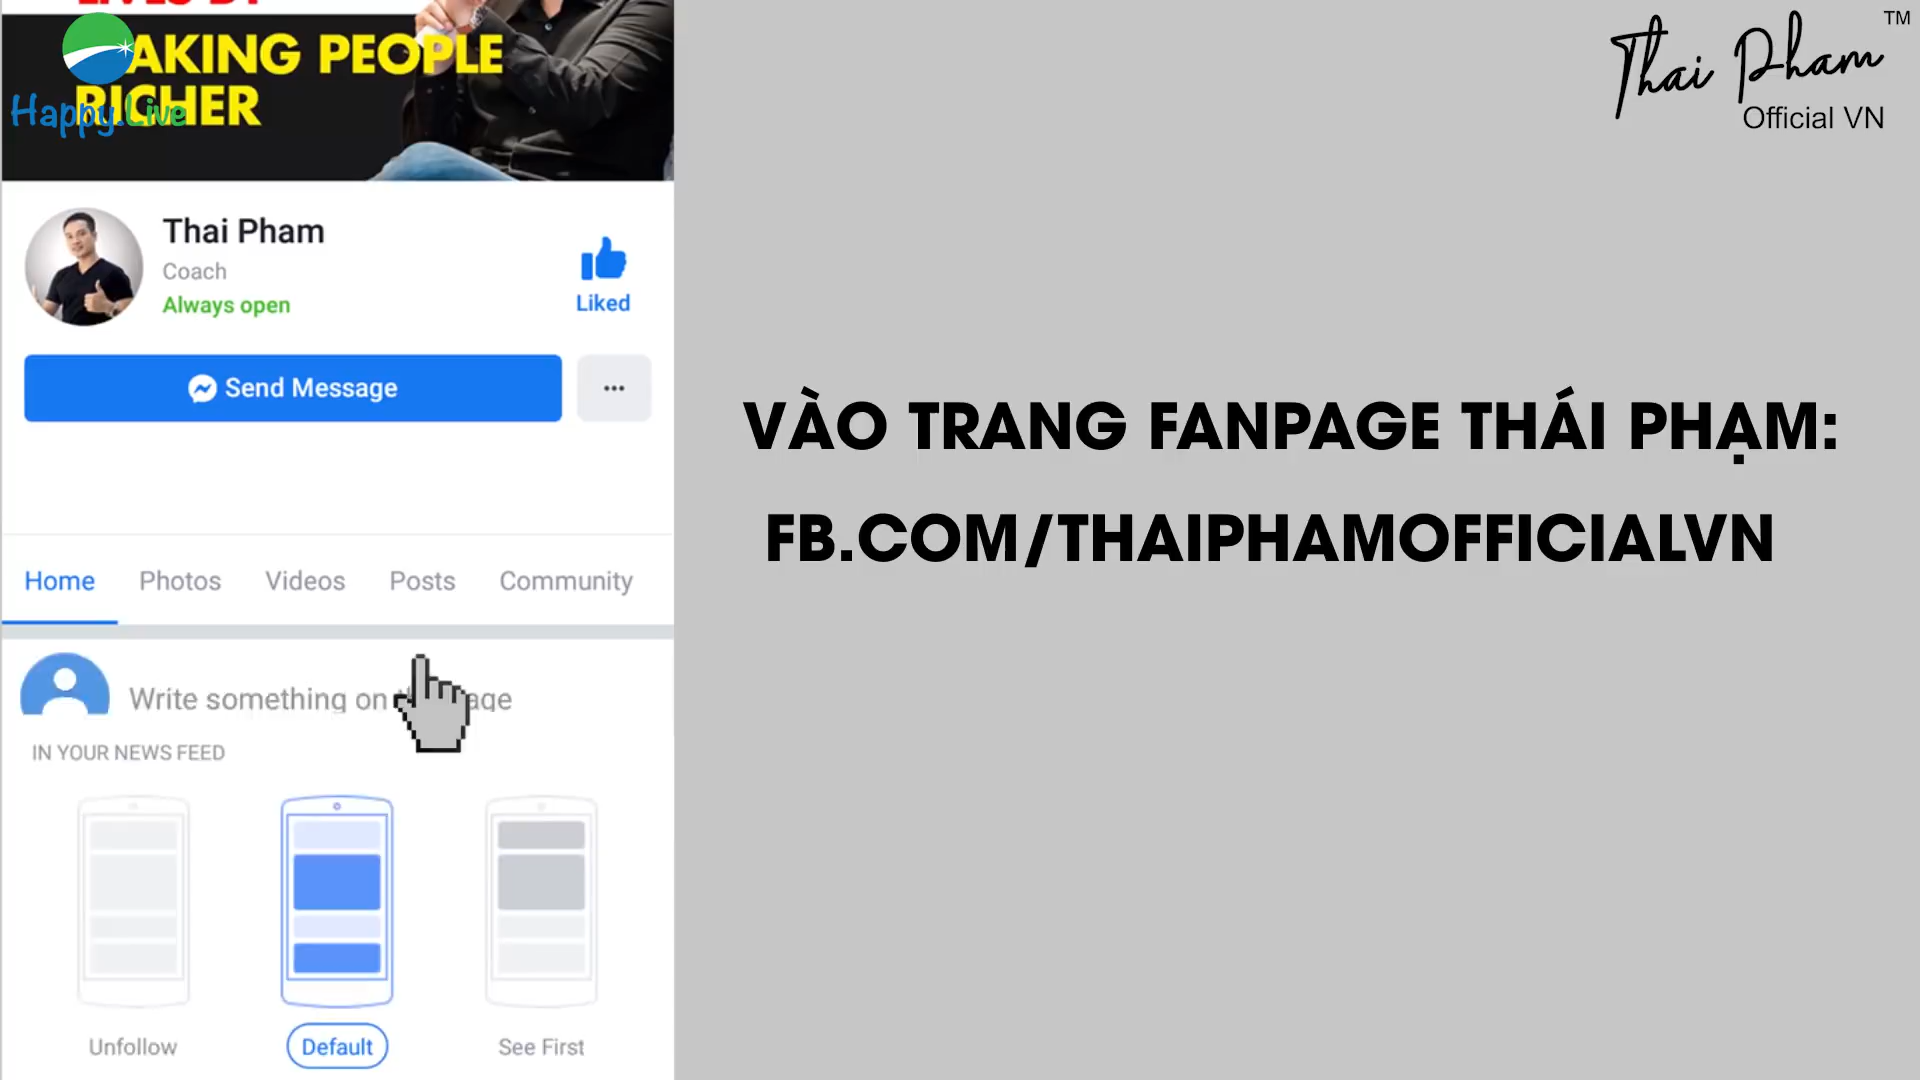 AKING PEOPLE
RICHER
Happy.Live
Thai Pham
Official VN
TM
Thai Pham
Coach
Always open
Liked
Send Message
VÀO TRANG FANPAGE THÁI PHẠM:
FB.COM/THAIPHAMOFFICIALVN
Home Photos Videos Posts Community
Write something on
IN YOUR NEWS FEED
Unfollow Default See First